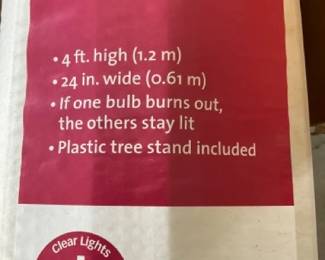 • 4 ft. high (1.2 m)
• 24 in. wide (0.61 m)
• If one bulb burns out,
the others stay lit
• Plastic tree stand included
Clear Lights